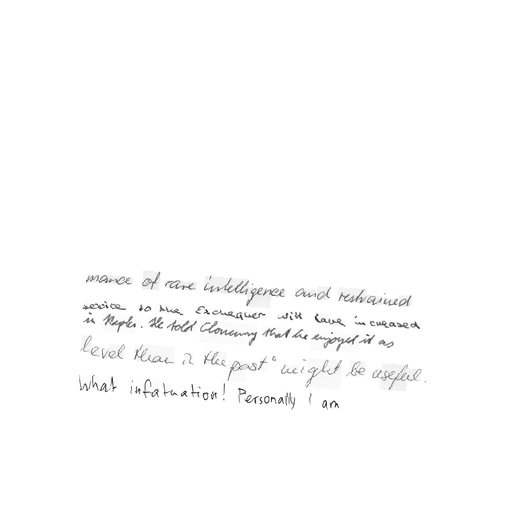 mance of rare intelligence and restrained
service to the Exchequer will have increased
in Naples. He told Cloncurry that he enjoyed it as
level than in the past" might be useful.
What infatuation! Personally I am